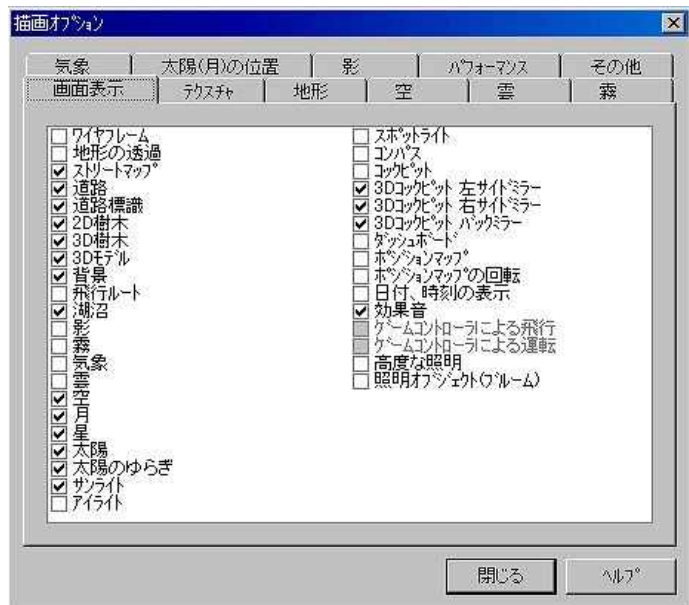 描画オプション
気象 太陽(月)の位置 影 パフォーマンス その他
画面表示 テクスチャ 地形 空 雲 霧
ワイヤフレーム
地形の透過
ストリートマップ
道路
道路標識
2D樹木
3D樹木
3Dモデル
背景
飛行ルート
湖沼
影
霧
気象
雲
空
月
星
太陽
太陽のゆらぎ
サンライト
アイライト
スポットライト
コンパス
コックピット
3Dコックピット 左サイドミラー
3Dコックピット 右サイドミラー
3Dコックピット バックミラー
ダッシュボード
ポジションマップ
ポジションマップの回転
日付、時刻の表示
効果音
ゲームコントローラによる飛行
ゲームコントローラによる運転
高度な照明
照明オブジェクト(ブルーム)
閉じる ヘルプ